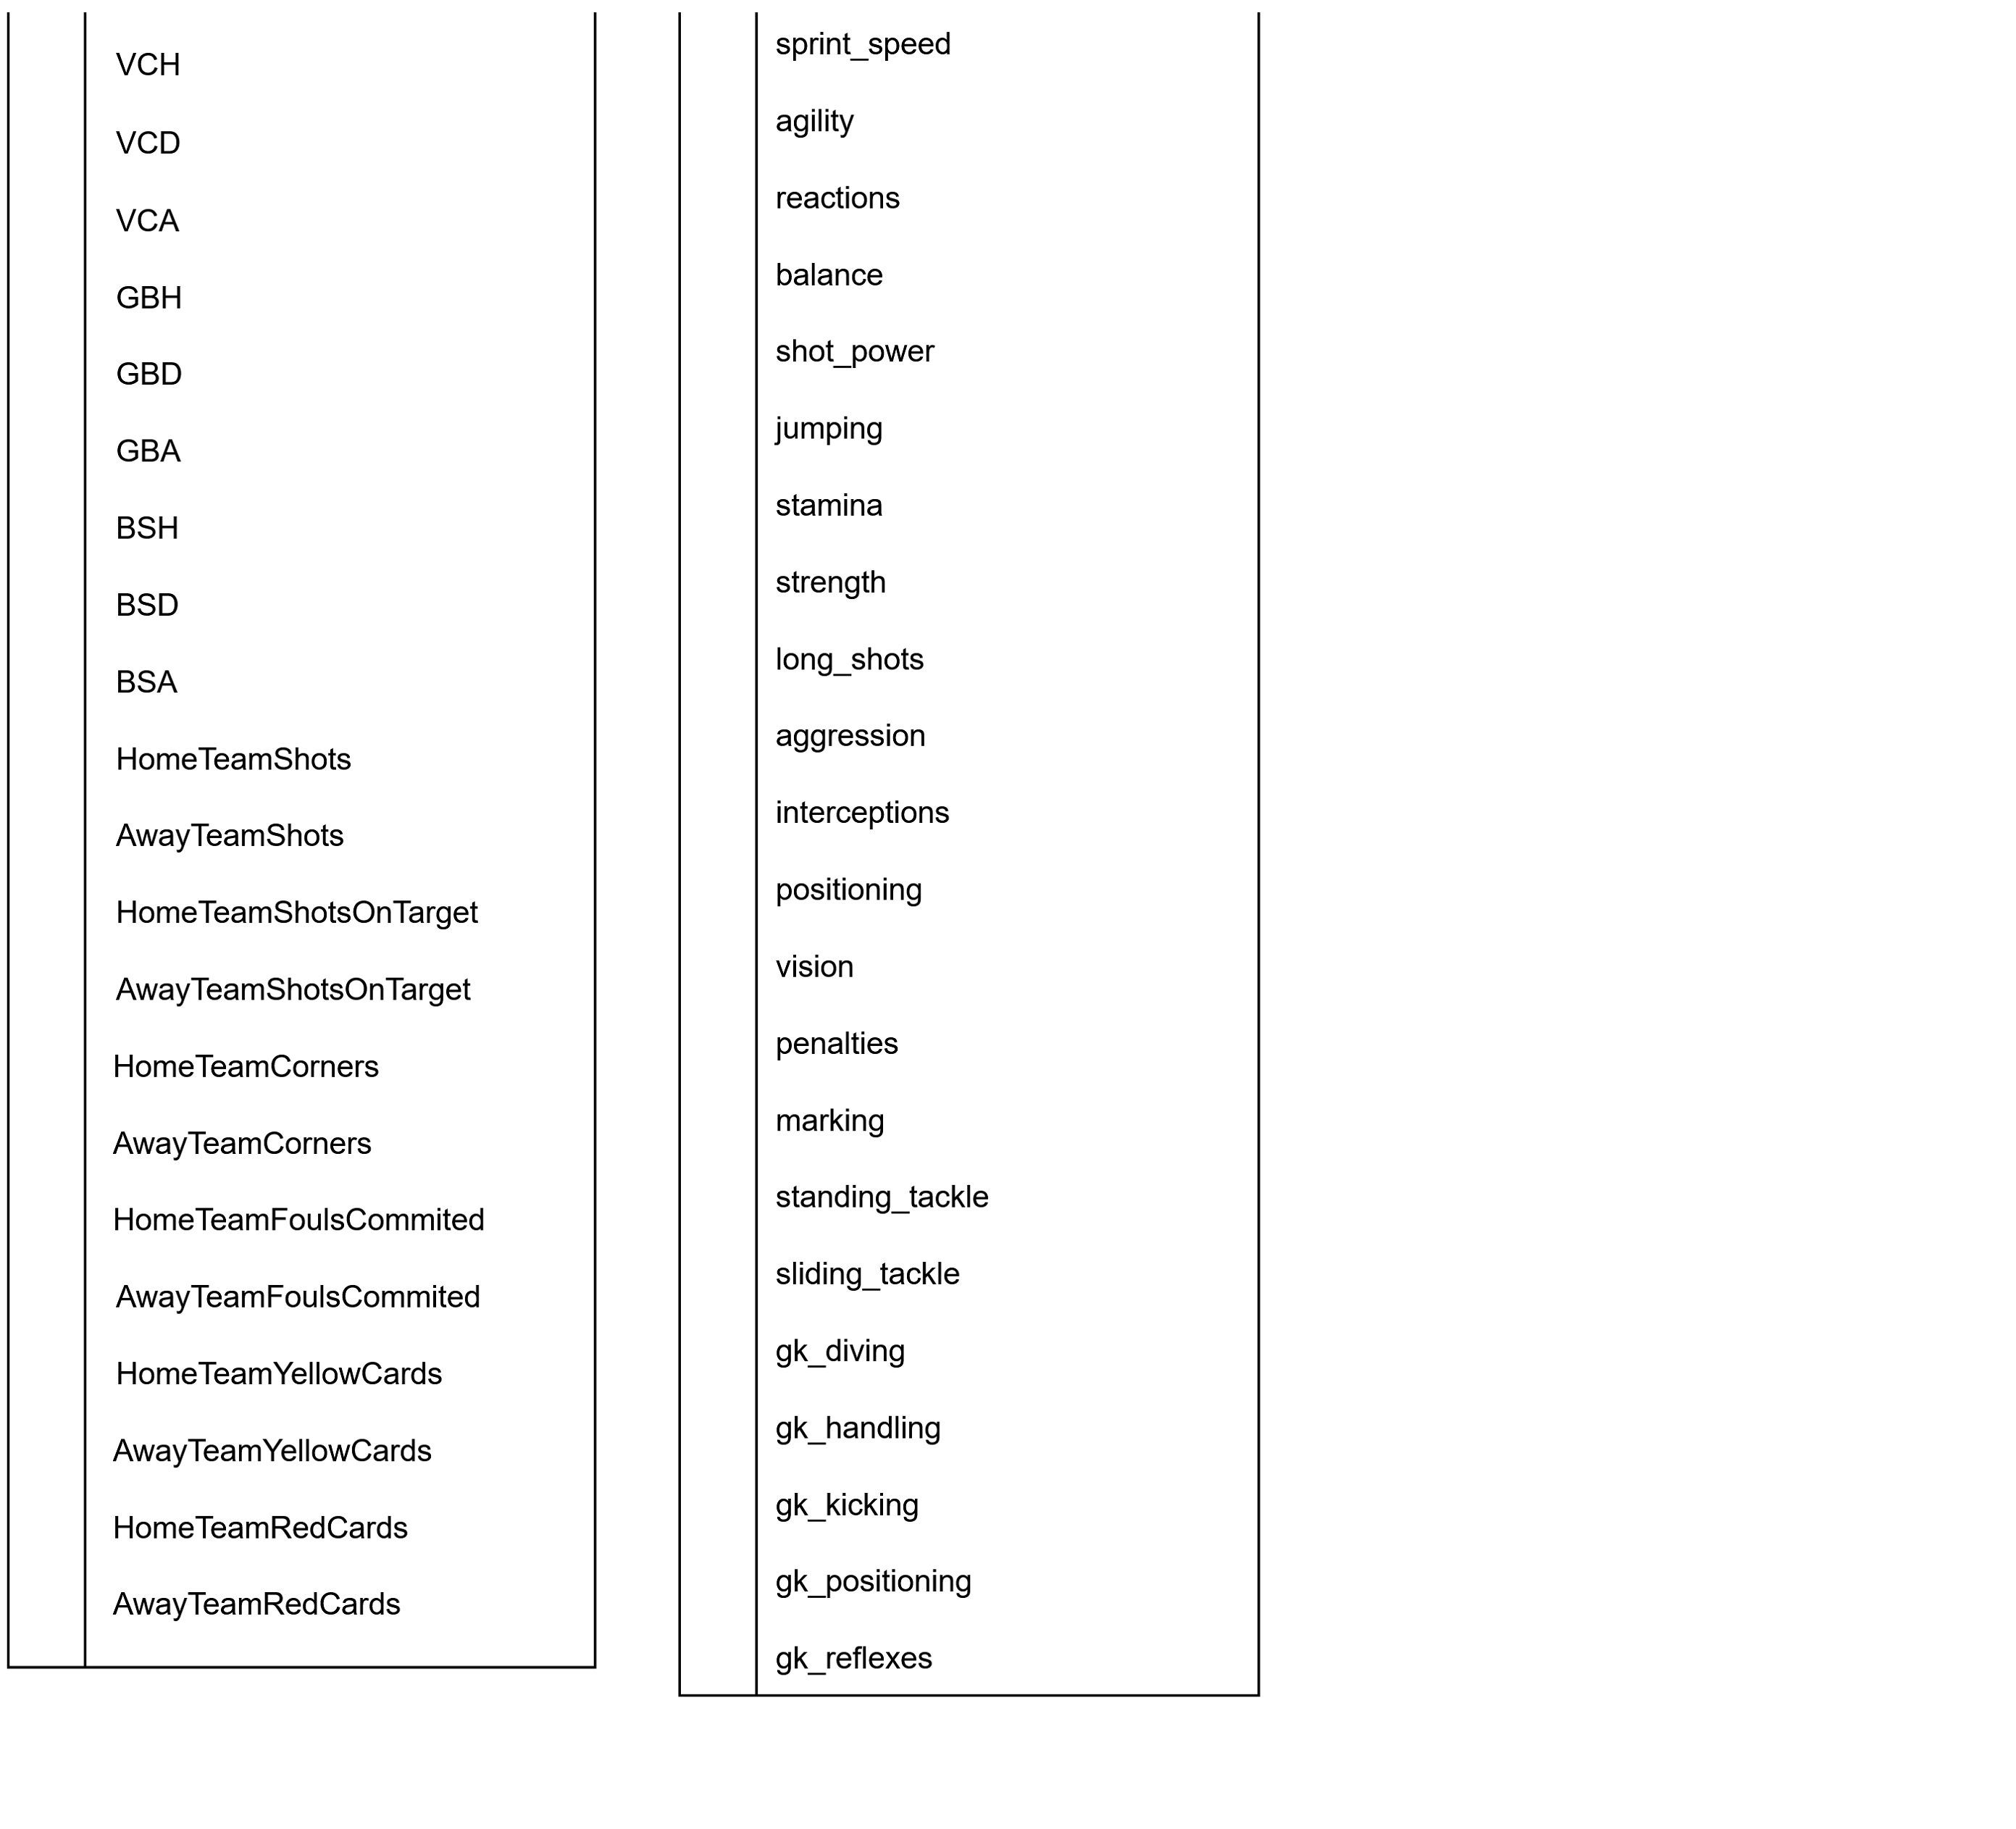 VCH
VCD
VCA
GBH
GBD
GBA
BSH
BSD
BSA
HomeTeamShots
AwayTeamShots
HomeTeamShotsOnTarget
AwayTeamShotsOnTarget
HomeTeamCorners
AwayTeamCorners
HomeTeamFoulsCommited
AwayTeamFoulsCommited
HomeTeamYellowCards
AwayTeamYellowCards
HomeTeamRedCards
AwayTeamRedCards
sprint_speed
agility
reactions
balance
shot_power
jumping
stamina
strength
long_shots
aggression
interceptions
positioning
vision
penalties
marking
standing_tackle
sliding_tackle
gk_diving
gk_handling
gk_kicking
gk_positioning
gk_reflexes